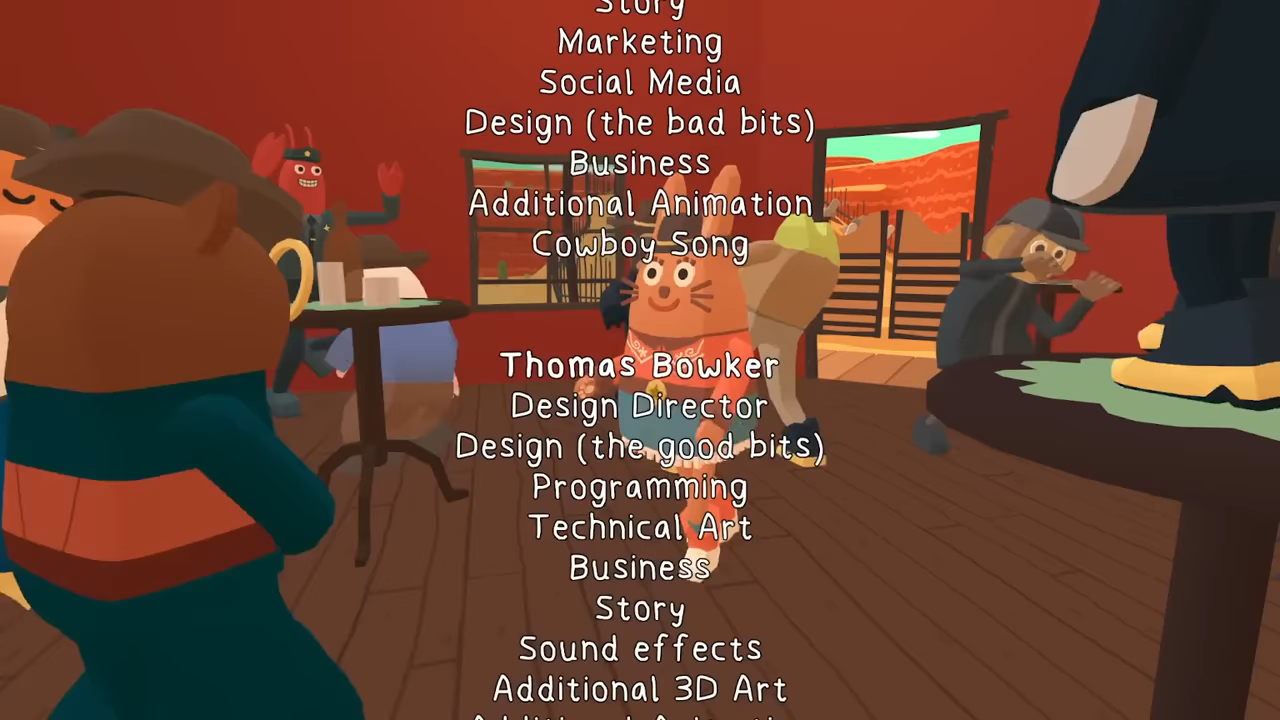 Story
Marketing
Social Media
Design (the bad bits)
Business
Additional Animation
Cowboy Song
Thomas Bowker
Design Director
Design (the good bits)
Programming
Technical Art
Business
Story
Sound effects
Additional 3D Art